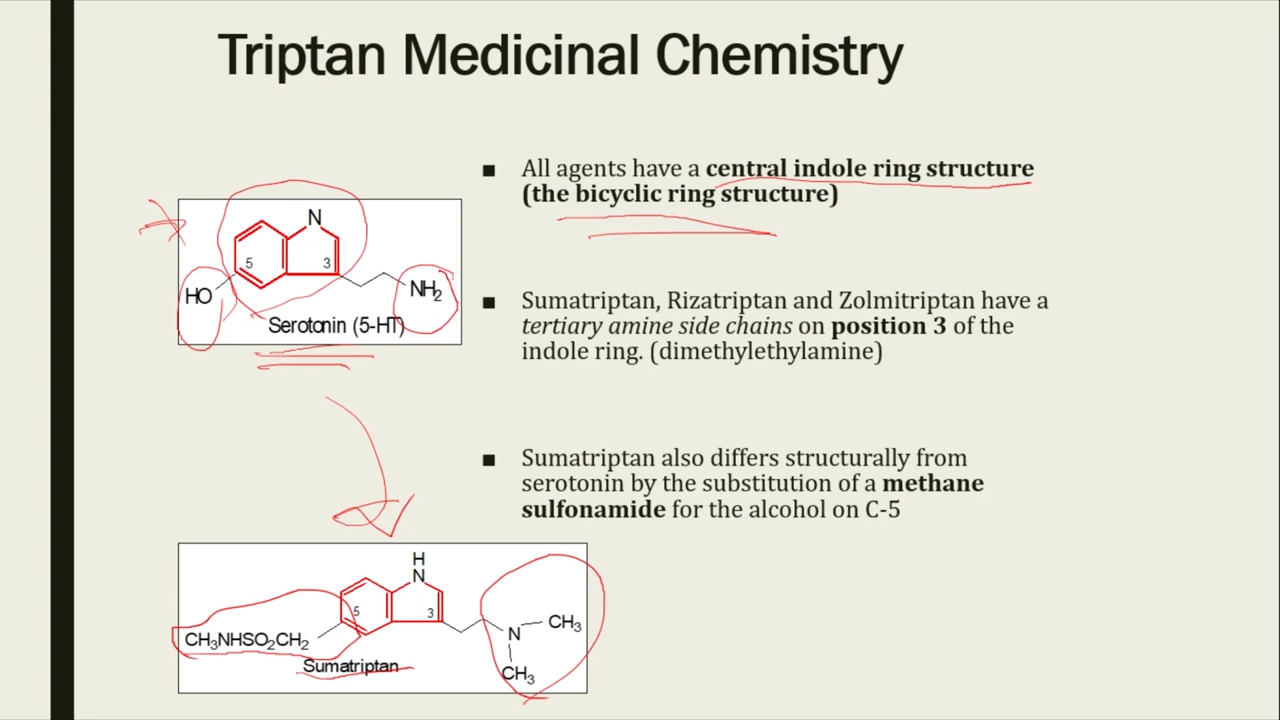 Triptan Medicinal Chemistry
■ All agents have a central indole ring structure
(the bicyclic ring structure)
N
5
3
HO
NH₂
Serotonin (5-HT)
■ Sumatriptan, Rizatriptan and Zolmitriptan have a
tertiary amine side chains on position 3 of the
indole ring. (dimethylethylamine)
■ Sumatriptan also differs structurally from
serotonin by the substitution of a methane
sulfonamide for the alcohol on C-5
H
N
5
3
CH₃NHSO₂CH₂
N
CH₃
CH₃
Sumatriptan